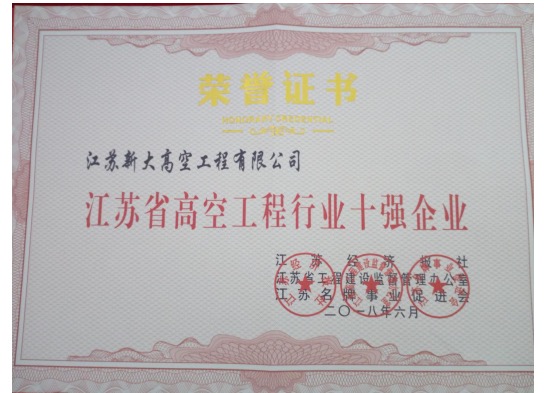 荣誉证书
HONORARY CREDENTIAL
江苏新大高空工程有限公司
江苏省高空工程行业十强企业
江苏经济报社
江苏省工程建设监督管理办公室
江苏名牌事业促进会
二〇一八年六月